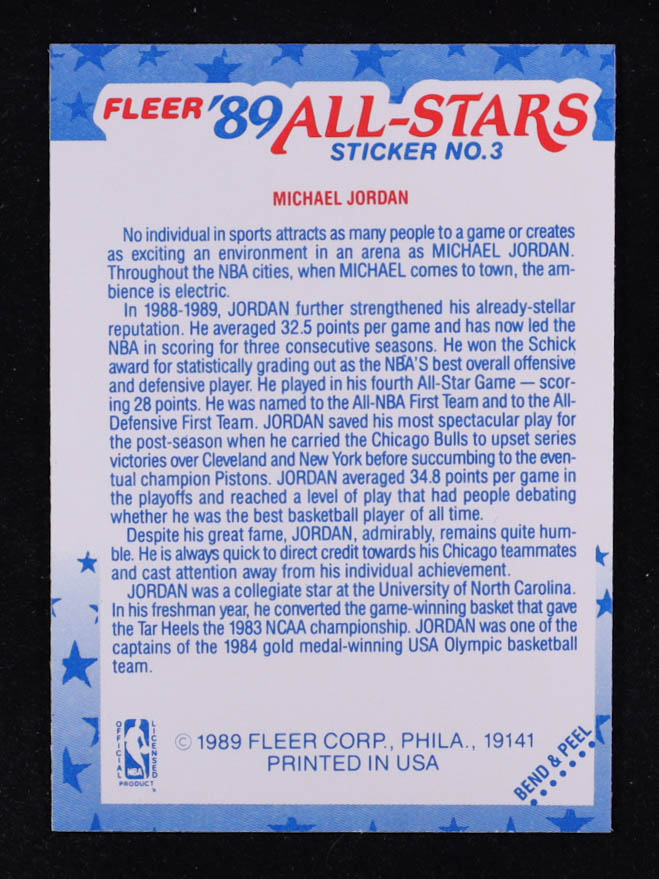 FLEER '89 ALL-STARS
STICKER NO.3
MICHAEL JORDAN
No individual in sports attracts as many people to a game or creates
as exciting an environment in an arena as MICHAEL JORDAN.
Throughout the NBA cities, when MICHAEL comes to town, the am-
bience is electric.
In 1988-1989, JORDAN further strengthened his already-stellar
reputation. He averaged 32.5 points per game and has now led the
NBA in scoring for three consecutive seasons. He won the Schick
award for statistically grading out as the NBA'S best overall offensive
and defensive player. He played in his fourth All-Star Game — scor-
ing 28 points. He was named to the All-NBA First Team and to the All-
Defensive First Team. JORDAN saved his most spectacular play for
the post-season when he carried the Chicago Bulls to upset series
victories over Cleveland and New York before succumbing to the even-
tual champion Pistons. JORDAN averaged 34.8 points per game in
the playoffs and reached a level of play that had people debating
whether he was the best basketball player of all time.
Despite his great fame, JORDAN, admirably, remains quite hum-
ble. He is always quick to direct credit towards his Chicago teammates
and cast attention away from his individual achievement.
JORDAN was a collegiate star at the University of North Carolina.
In his freshman year, he converted the game-winning basket that gave
the Tar Heels the 1983 NCAA championship. JORDAN was one of the
captains of the 1984 gold medal-winning USA Olympic basketball
team.
OFFICIAL
LICENSED
NBA
PRODUCT
© 1989 FLEER CORP., PHILA., 19141
PRINTED IN USA
BEND & PEEL